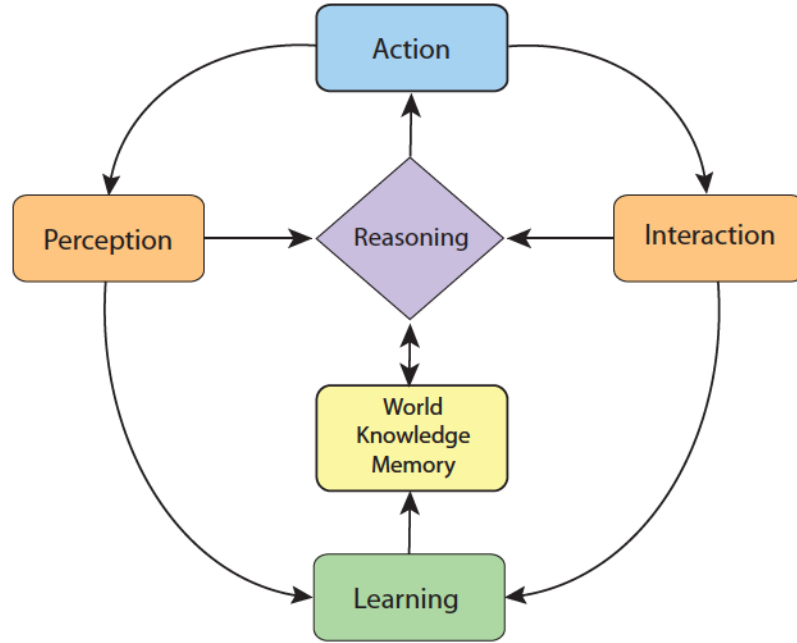 Action
Perception
Reasoning
Interaction
World
Knowledge
Memory
Learning